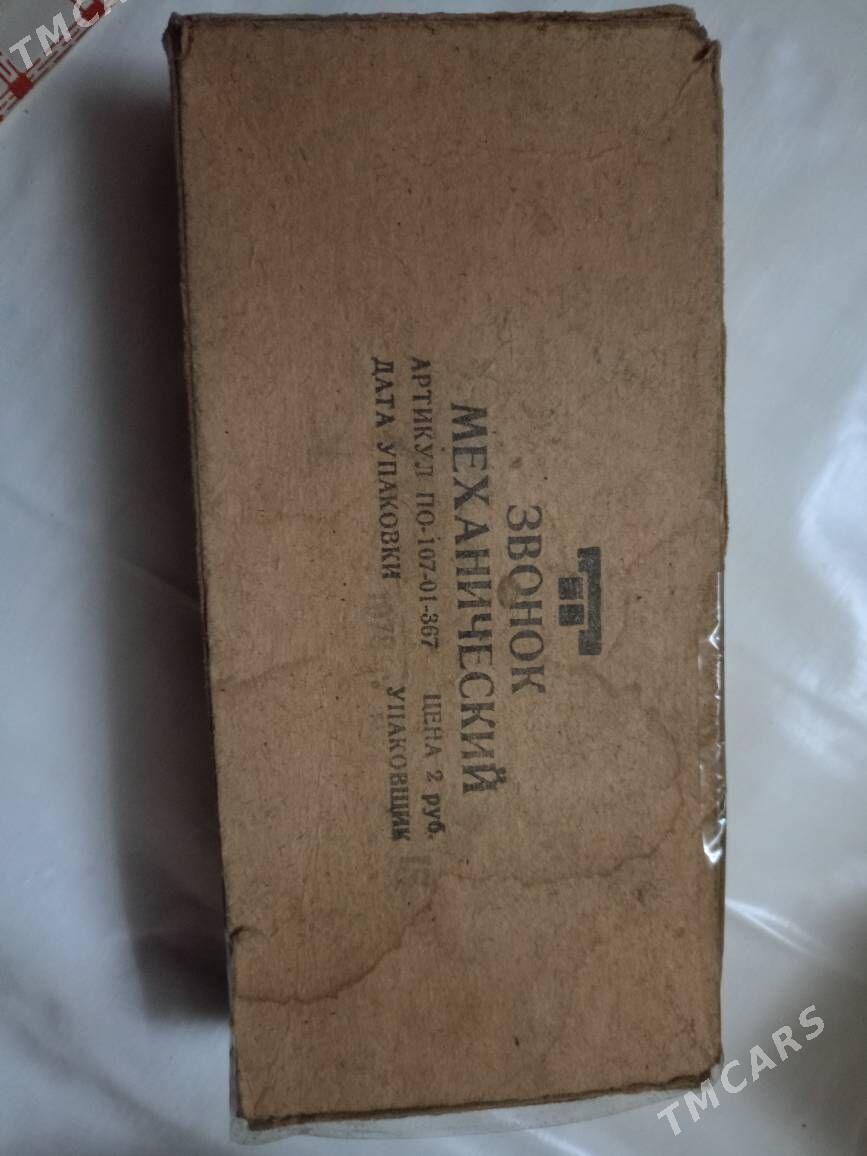 ЗВОНОК
МЕХАНИЧЕСКИЙ
АРТИКУЛ ПО-107-01-367 ЦЕНА 2 руб.
ДАТА УПАКОВКИ УПАКОВЩИК
TMCARS
TMCARS